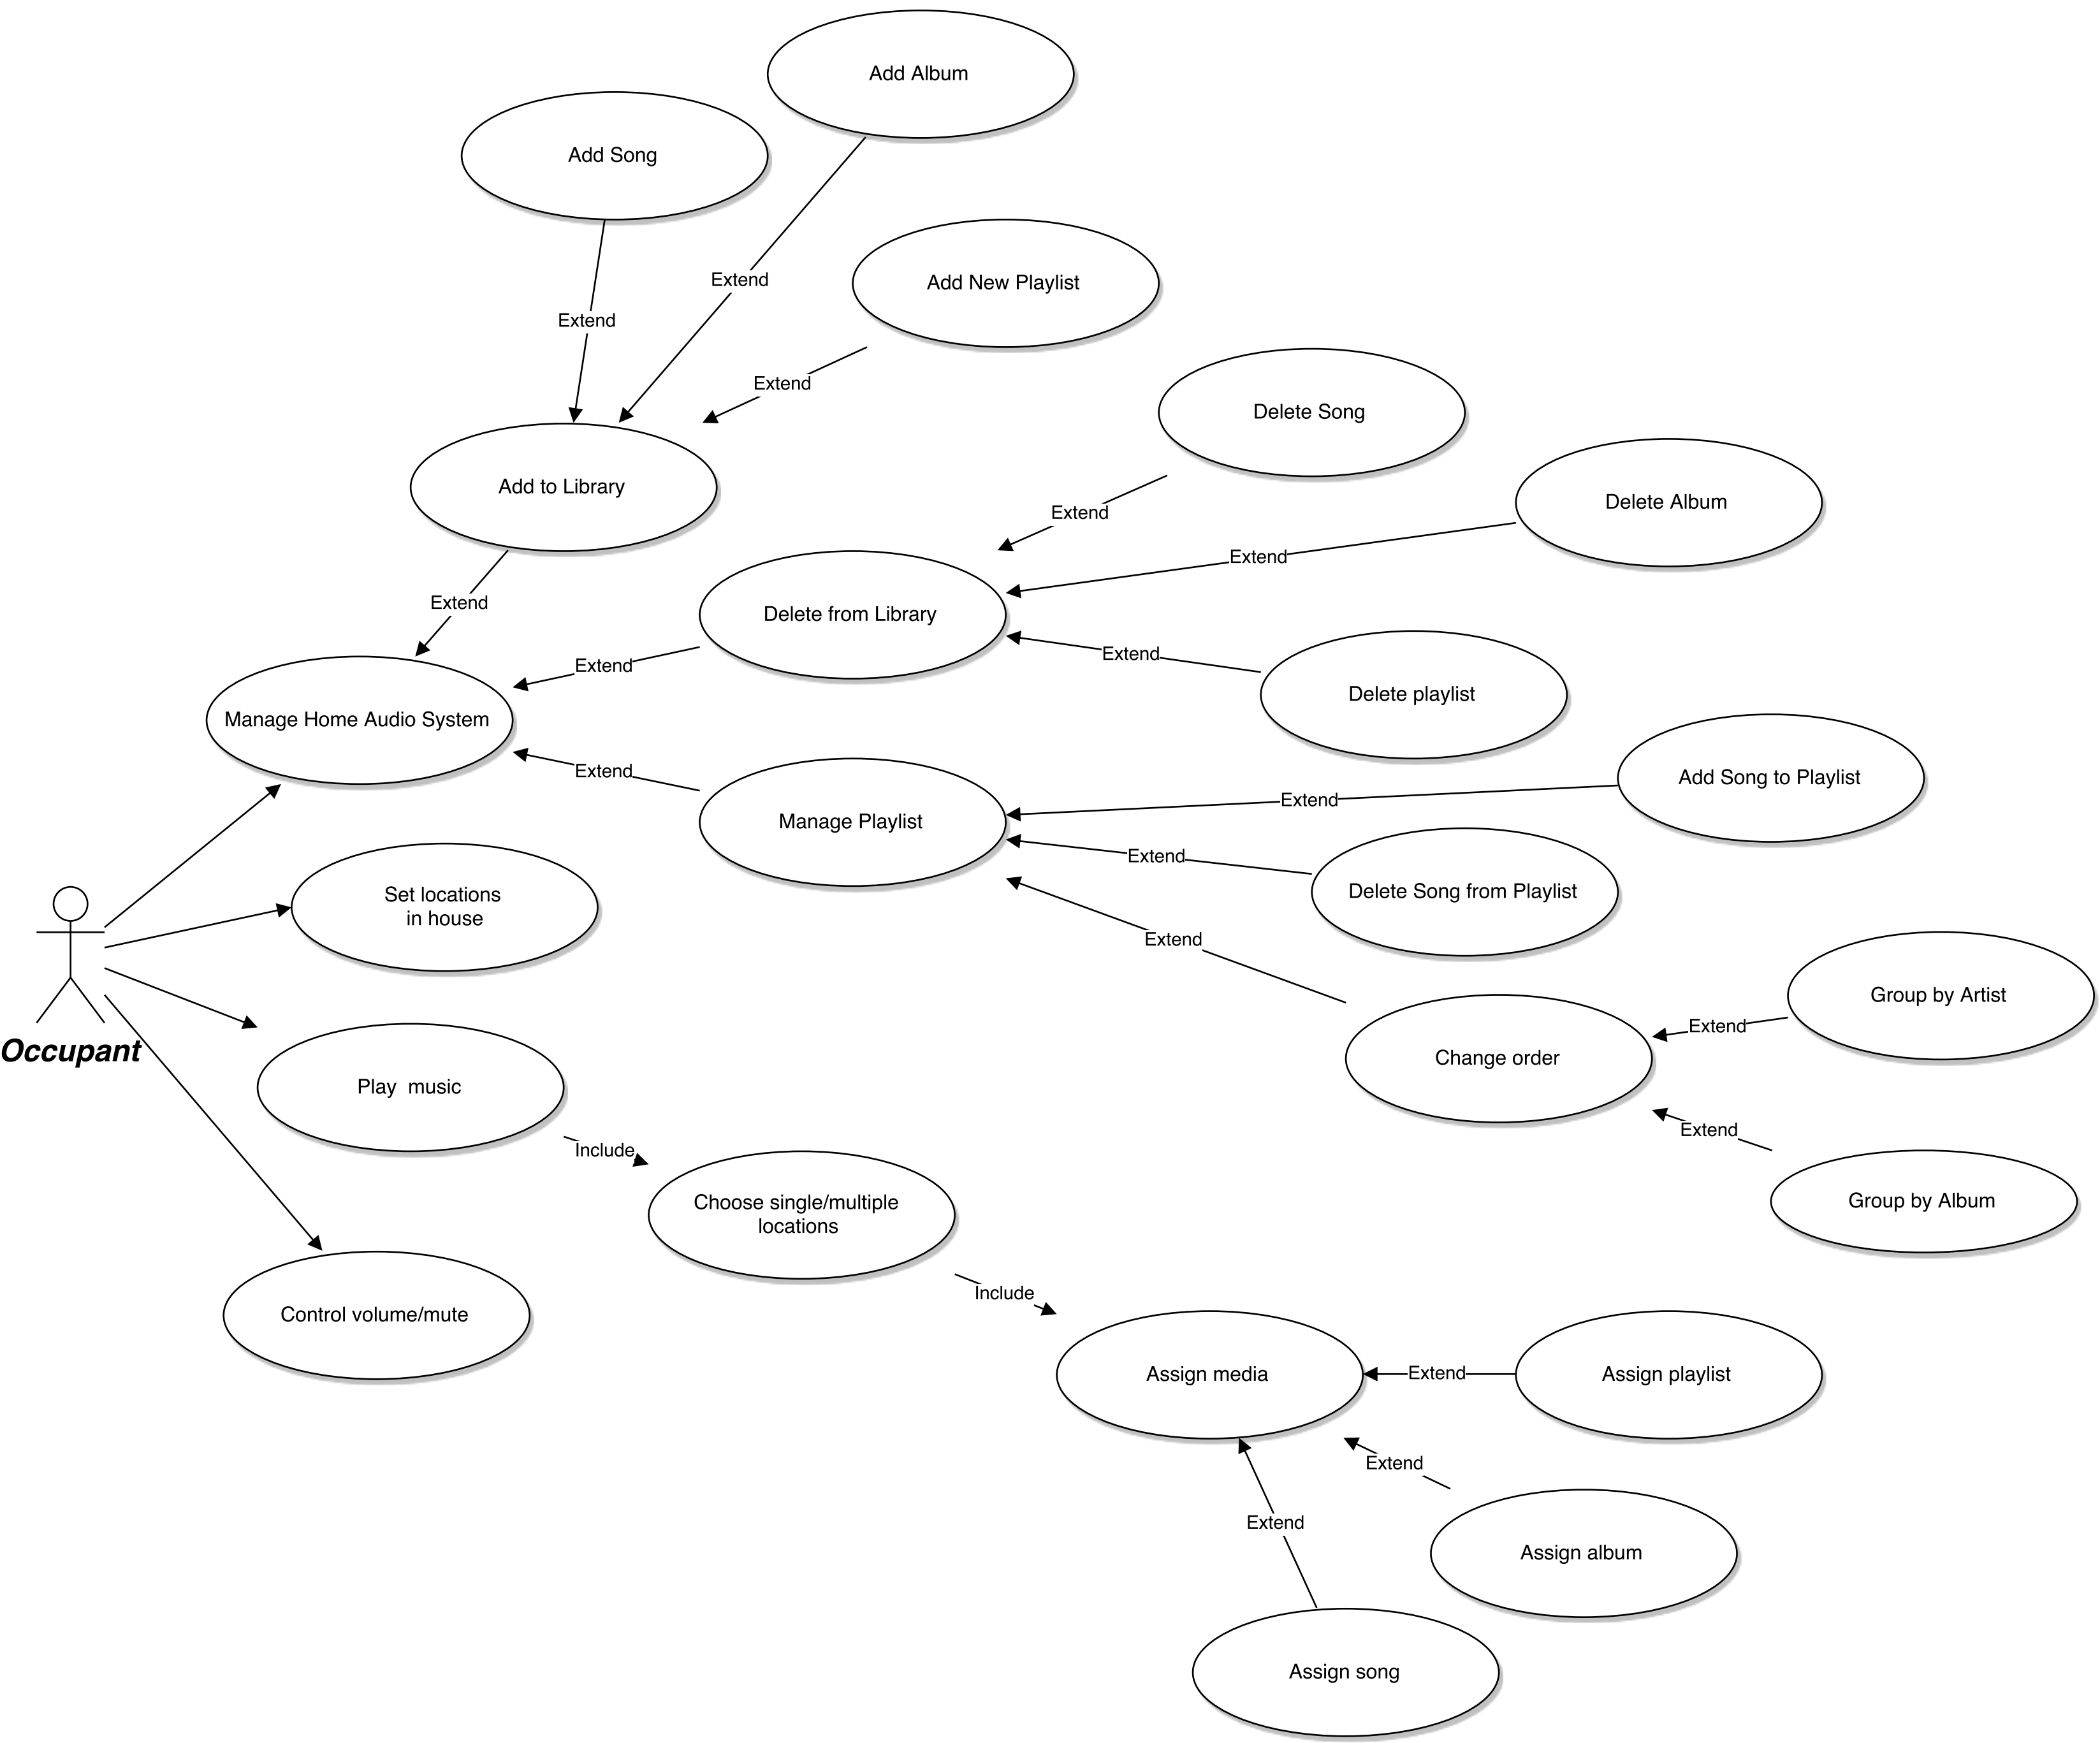 Add Album
Add Song
Extend
Add New Playlist
Extend
Extend
Delete Song
Add to Library
Delete Album
Extend
Extend
Extend
Delete from Library
Extend
Extend
Delete playlist
Manage Home Audio System
Extend
Add Song to Playlist
Extend
Manage Playlist
Extend
Delete Song from Playlist
Set locations
in house
Extend
Group by Artist
Extend
Occupant
Change order
Play  music
Extend
Include
Group by Album
Choose single/multiple
locations
Include
Control volume/mute
Assign media
Extend
Assign playlist
Extend
Extend
Assign album
Assign song